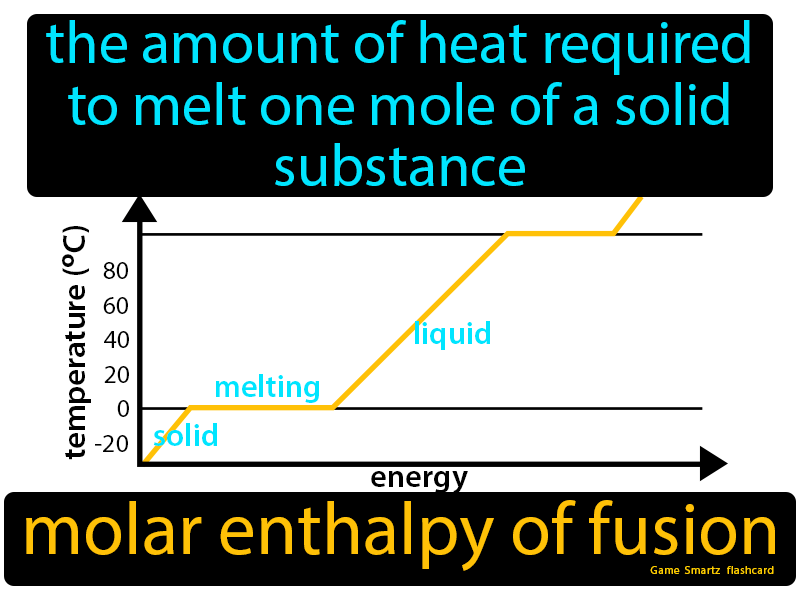 the amount of heat required
to melt one mole of a solid
substance
temperature (ºC)
80
60
40
20
0
-20
liquid
melting
solid
energy
molar enthalpy of fusion
Game Smartz flashcard